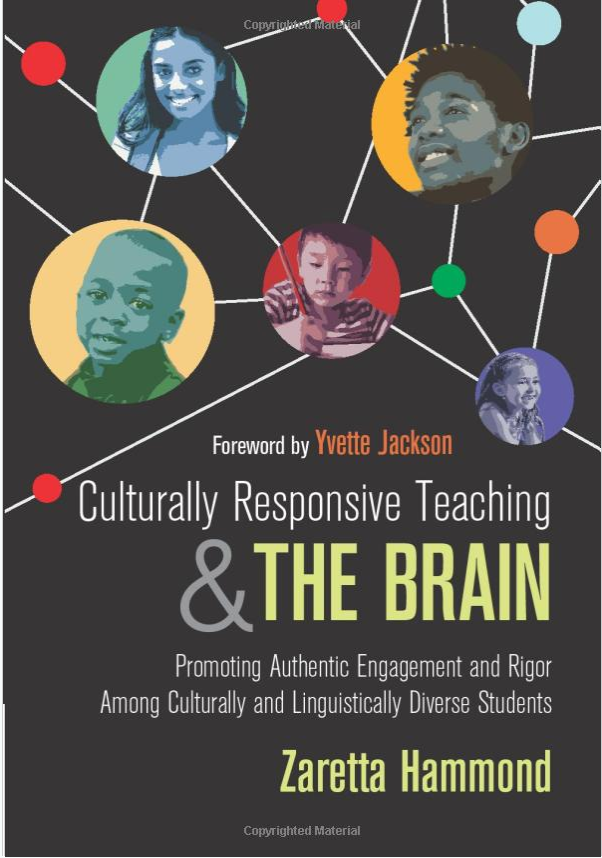 Copyrighted Material
Foreword by Yvette Jackson
Culturally Responsive Teaching
& THE BRAIN
Promoting Authentic Engagement and Rigor
Among Culturally and Linguistically Diverse Students
Zaretta Hammond
Copyrighted Material